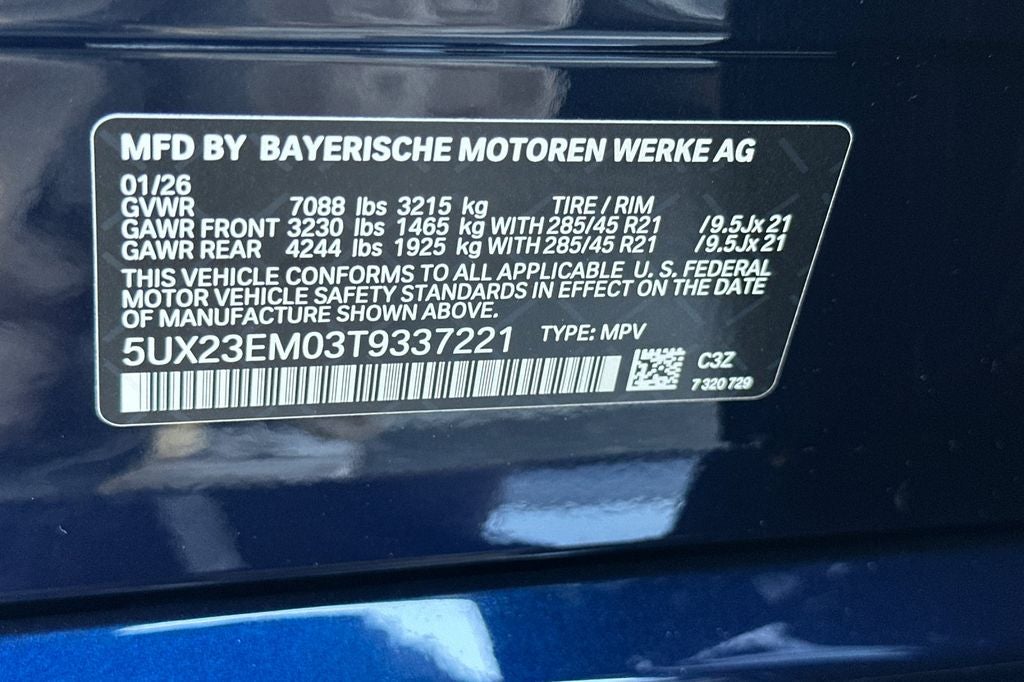 MFD BY BAYERISCHE MOTOREN WERKE AG
01/26
GVWR 7088 lbs 3215 kg TIRE / RIM
GAWR FRONT 3230 lbs 1465 kg WITH 285/45 R21 /9.5Jx21
GAWR REAR 4244 lbs 1925 kg WITH 285/45 R21 /9.5Jx21
THIS VEHICLE CONFORMS TO ALL APPLICABLE U. S. FEDERAL
MOTOR VEHICLE SAFETY STANDARDS IN EFFECT ON THE DATE
OF MANUFACTURE SHOWN ABOVE.
5UX23EM03T9337221 TYPE: MPV
C3Z
7 320 729